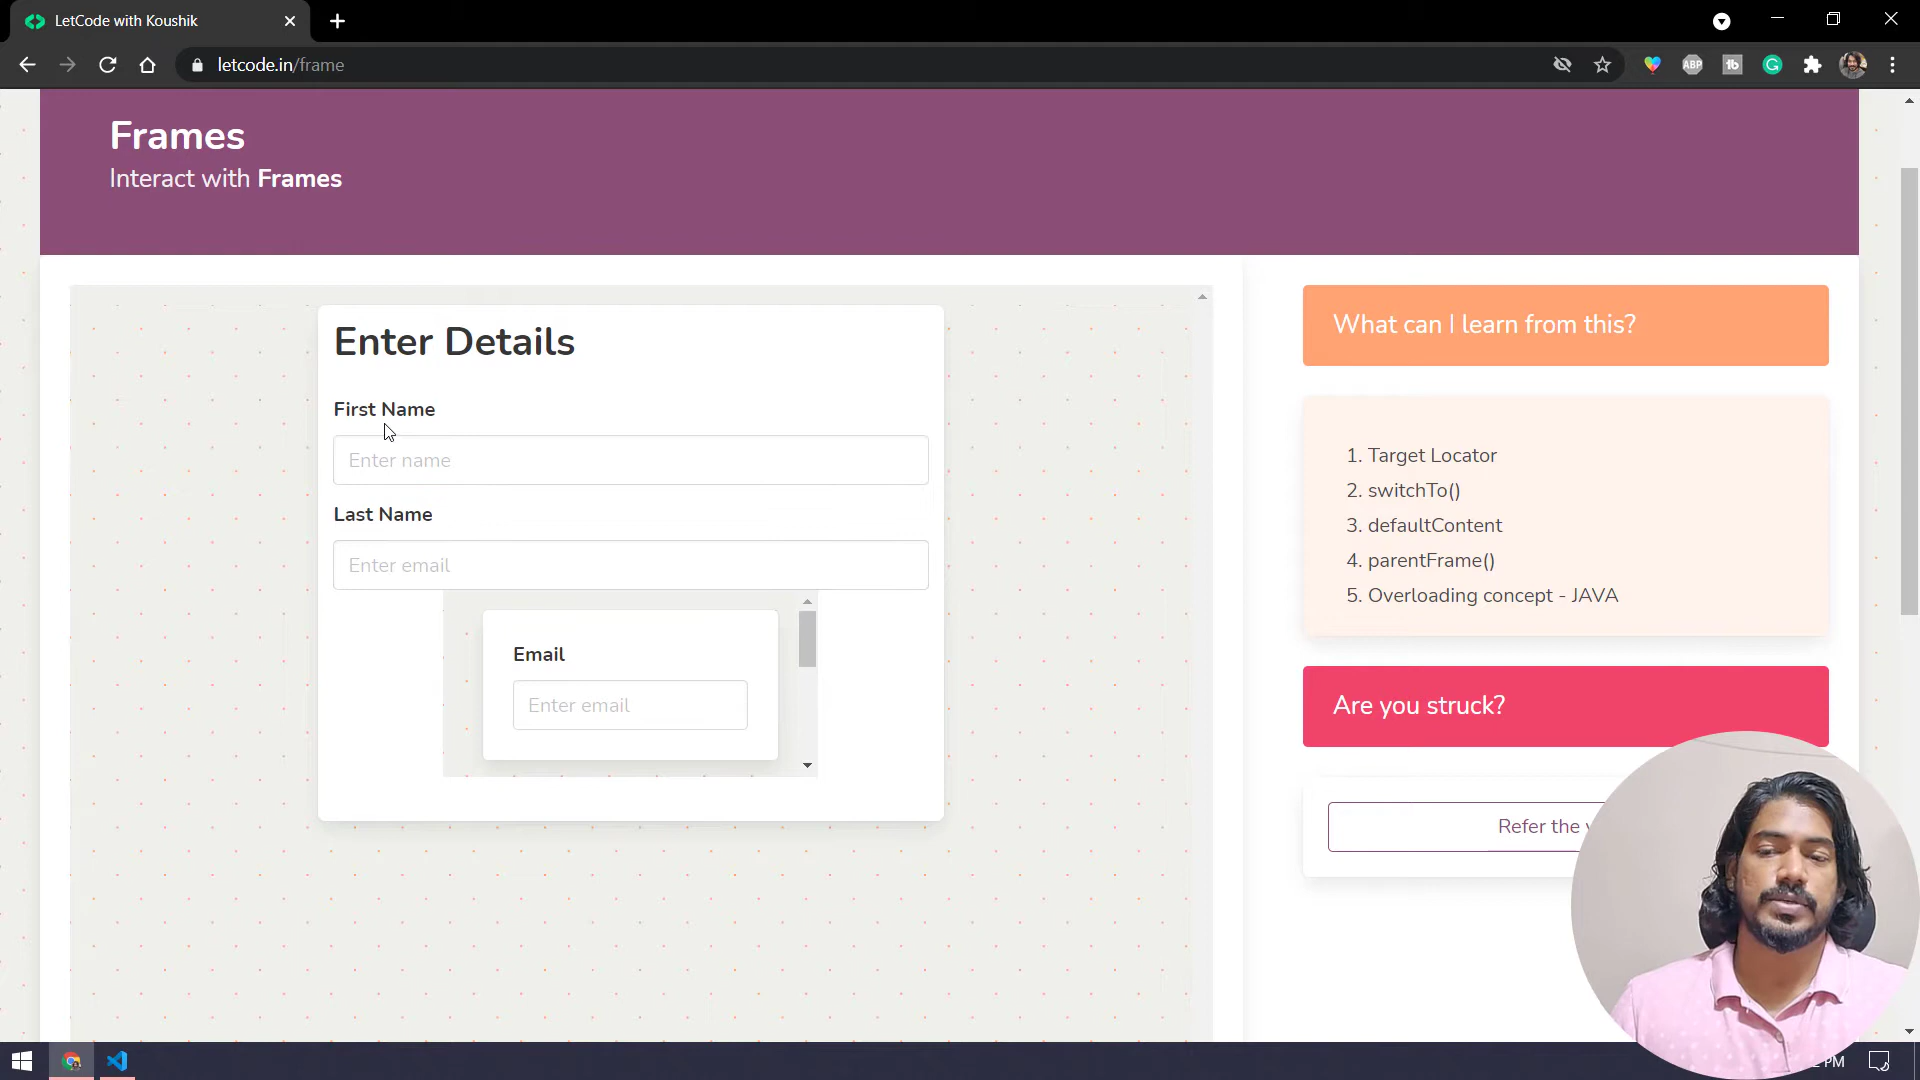 LetCode with Koushik
letcode.in/frame
ABP
Frames
Interact with Frames
Enter Details
First Name
Enter name
Last Name
Enter email
Email
Enter email
What can I learn from this?
1. Target Locator
2. switchTo()
3. defaultContent
4. parentFrame()
5. Overloading concept - JAVA
Are you struck?
Refer the
PM